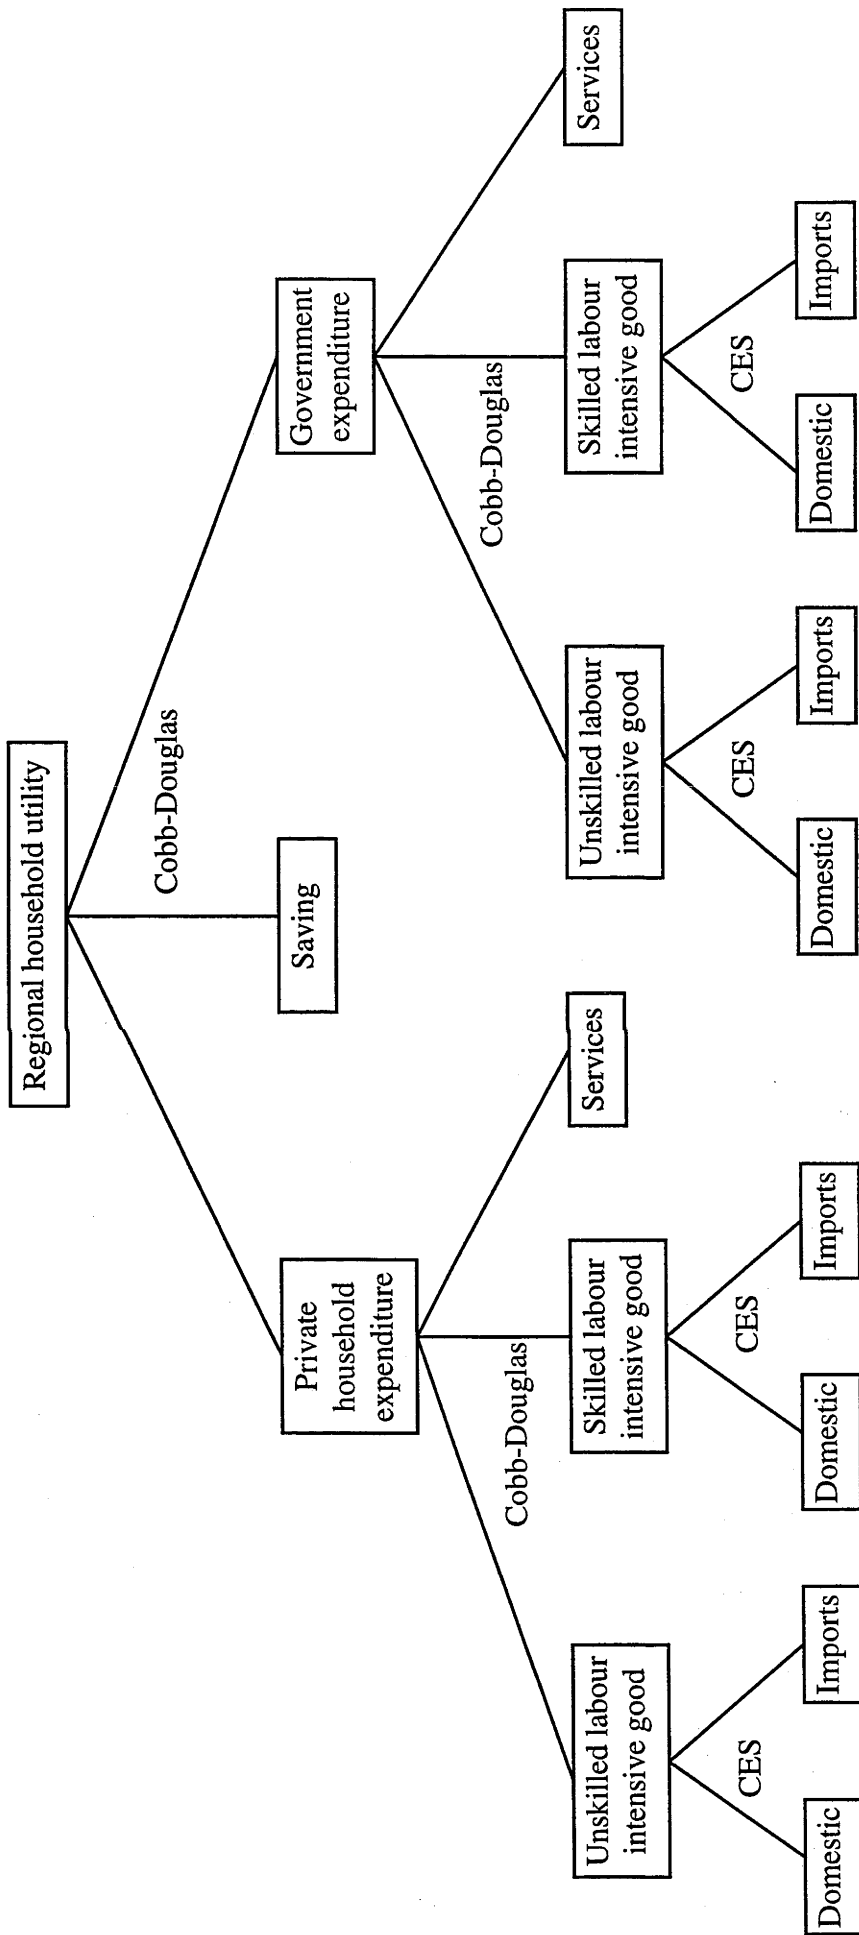 Regional household utility
Cobb-Douglas
Private
household
expenditure
Saving
Government
expenditure
Cobb-Douglas
Cobb-Douglas
Unskilled labour
intensive good
Skilled labour
intensive good
Services
Unskilled labour
intensive good
Skilled labour
intensive good
Services
CES
CES
CES
CES
Domestic
Imports
Domestic
Imports
Domestic
Imports
Domestic
Imports